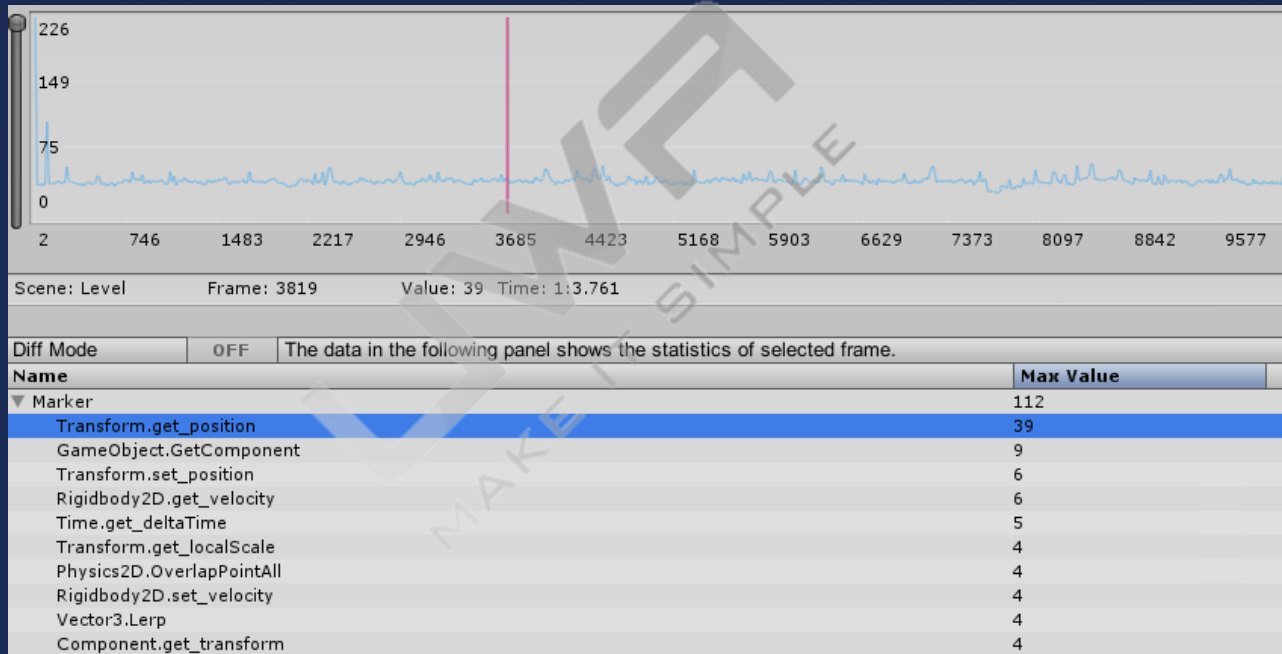 226
149
75
0
2 746 1483 2217 2946 3685 4423 5168 5903 6629 7373 8097 8842 9577
Scene: Level Frame: 3819 Value: 39 Time: 1:3.761
Diff Mode OFF The data in the following panel shows the statistics of selected frame.
Name Max Value
Marker 112
Transform.get_position 39
GameObject.GetComponent 9
Transform.set_position 6
Rigidbody2D.get_velocity 6
Time.get_deltaTime 5
Transform.get_localScale 4
Physics2D.OverlapPointAll 4
Rigidbody2D.set_velocity 4
Vector3.Lerp 4
Component.get_transform 4
UWA
MAKE IT SIMPLE